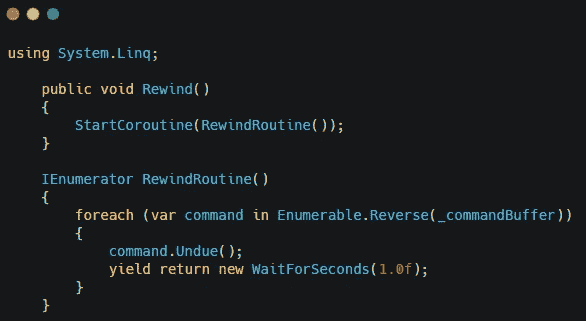 using System.Linq;
public void Rewind()
{
StartCoroutine(RewindRoutine());
}
IEnumerator RewindRoutine()
{
foreach (var command in Enumerable.Reverse(_commandBuffer))
{
command.Undue();
yield return new WaitForSeconds(1.0f);
}
}